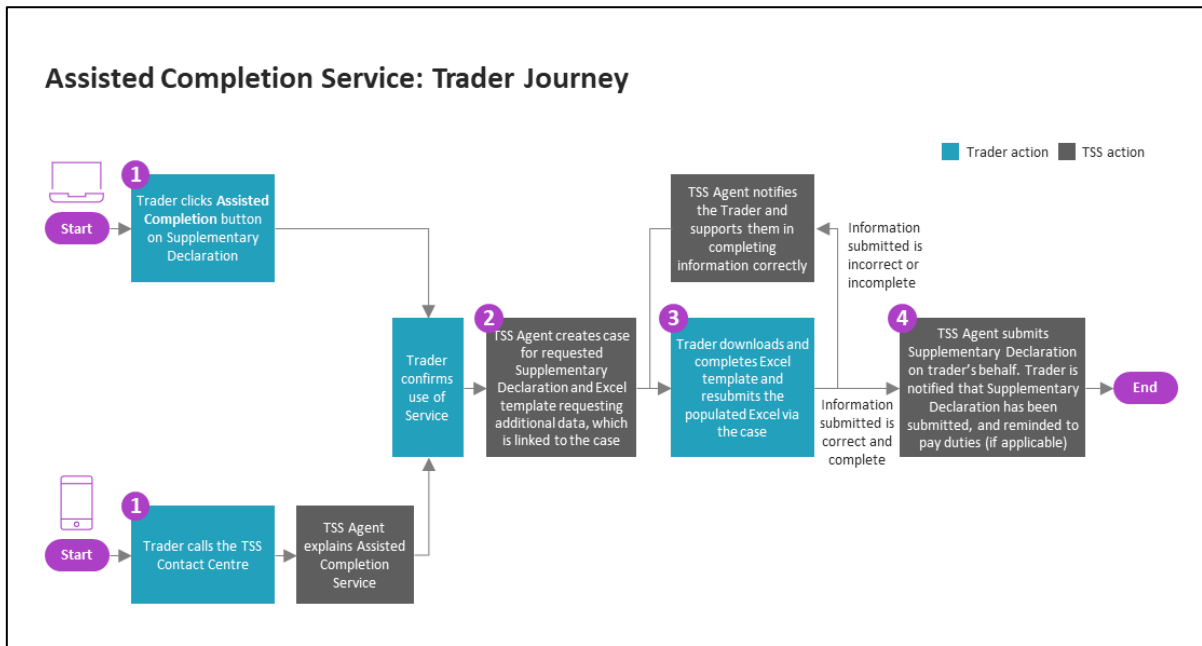 Assisted Completion Service: Trader Journey
Trader action
TSS action
1
Start
Trader clicks Assisted
Completion button
on Supplementary
Declaration
TSS Agent notifies
the Trader and
supports them in
completing
information correctly
Information
submitted is
incorrect or
incomplete
Trader
confirms
use of
Service
2
TSS Agent creates case
for requested
Supplementary
Declaration and Excel
template requesting
additional data, which
is linked to the case
3
Trader downloads and
completes Excel
template and
resubmits the
populated Excel via
the case
Information
submitted is
correct and
complete
4
TSS Agent submits
Supplementary Declaration
on trader's behalf. Trader is
notified that Supplementary
Declaration has been
submitted, and reminded to
pay duties (if applicable)
End
1
Start
Trader calls the TSS
Contact Centre
TSS Agent
explains Assisted
Completion
Service